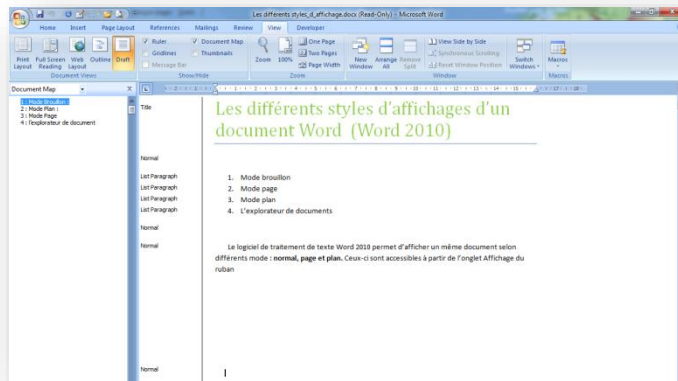 Les différents styles_d_affichage.docx (Read-Only) - Microsoft Word
Home Insert Page Layout References Mailings Review View Developer
Print Layout
Full Screen Reading
Web Layout
Outline
Draft
Document Views
Ruler
Gridlines
Message Bar
Document Map
Thumbnails
Show/Hide
Zoom
100%
One Page
Two Pages
Page Width
Zoom
New Window
Arrange All
Remove Split
View Side by Side
Synchronous Scrolling
Reset Window Position
Switch Windows
Window
Macros
Macros
Document Map
1 : Mode Brouillon :
2 : Mode Plan :
3 : Mode Page
4 : l'explorateur de document
Title
Les différents styles d'affichages d'un
document Word (Word 2010)
Normal
List Paragraph 1. Mode brouillon
List Paragraph 2. Mode page
List Paragraph 3. Mode plan
List Paragraph 4. L'explorateur de documents
Normal
Normal Le logiciel de traitement de texte Word 2010 permet d'afficher un même document selon
différents mode : normal, page et plan. Ceux-ci sont accessibles à partir de l'onglet Affichage du
ruban
Normal